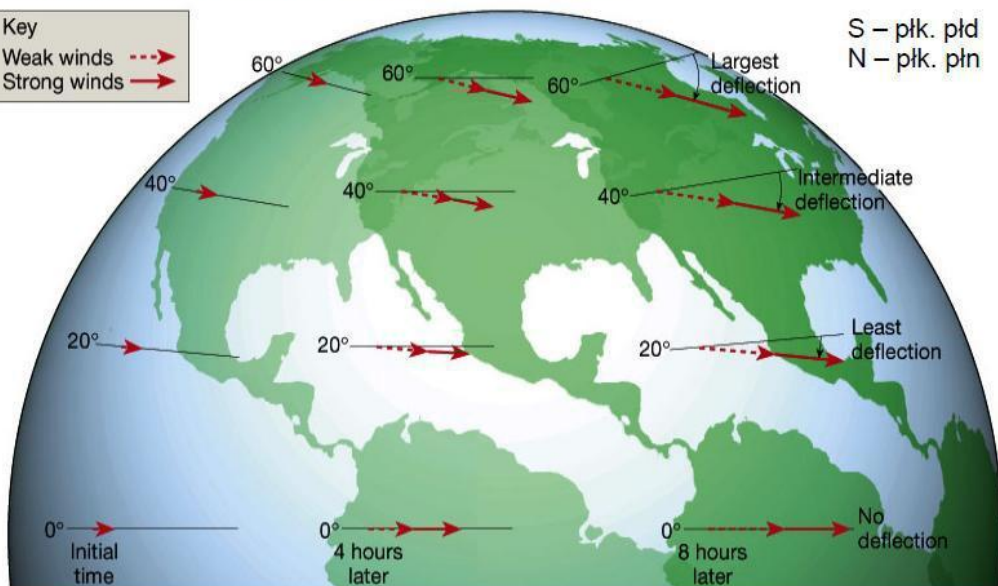 Key
Weak winds
Strong winds
S – płk. płd
N – płk. płn
60°
60°
60°
Largest
deflection
40°
40°
40°
Intermediate
deflection
20°
20°
20°
Least
deflection
0°
0°
0°
No
deflection
Initial
time
4 hours
later
8 hours
later